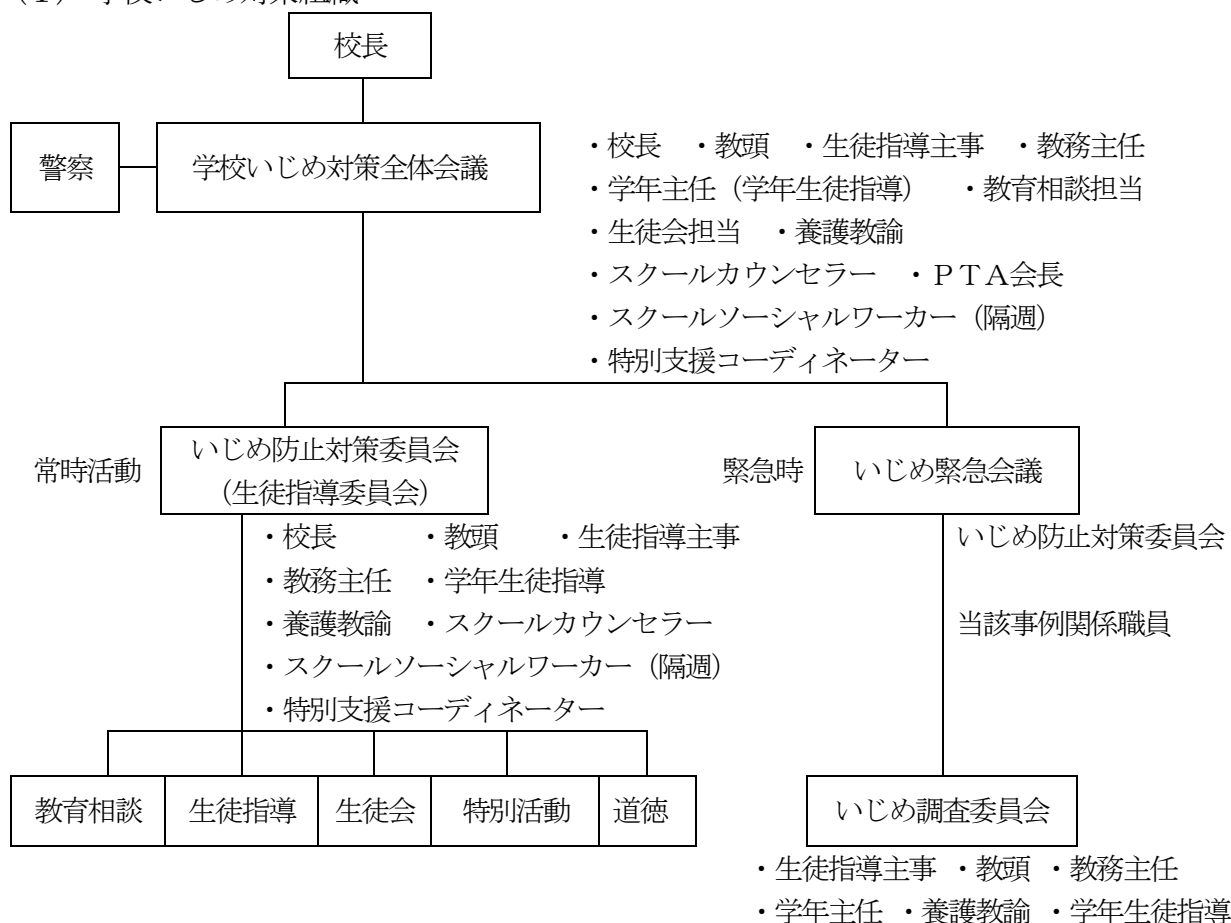 （1） 学校いじめ対策組織
校長
警察
学校いじめ対策全体会議
・校長 ・教頭 ・生徒指導主事 ・教務主任
・学年主任（学年生徒指導） ・教育相談担当
・生徒会担当 ・養護教諭
・スクールカウンセラー ・ＰＴＡ会長
・スクールソーシャルワーカー（隔週）
・特別支援コーディネーター
常時活動
いじめ防止対策委員会
（生徒指導委員会）
・校長 ・教頭 ・生徒指導主事
・教務主任 ・学年生徒指導
・養護教諭 ・スクールカウンセラー
・スクールソーシャルワーカー（隔週）
・特別支援コーディネーター
緊急時
いじめ緊急会議
いじめ防止対策委員会
当該事例関係職員
教育相談
生徒指導
生徒会
特別活動
道徳
いじめ調査委員会
・生徒指導主事 ・教頭 ・教務主任
・学年主任 ・養護教諭 ・学年生徒指導